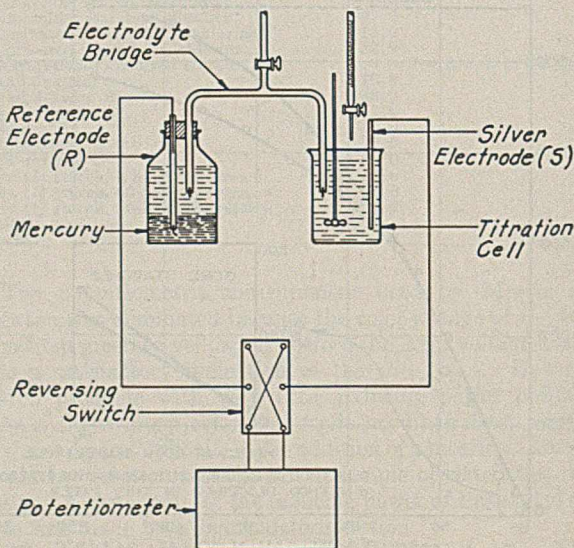 Electrolyte
Bridge
Reference
Electrode
(R)
Mercury
Silver
Electrode (S)
Titration
Cell
Reversing
Switch
Potentiometer